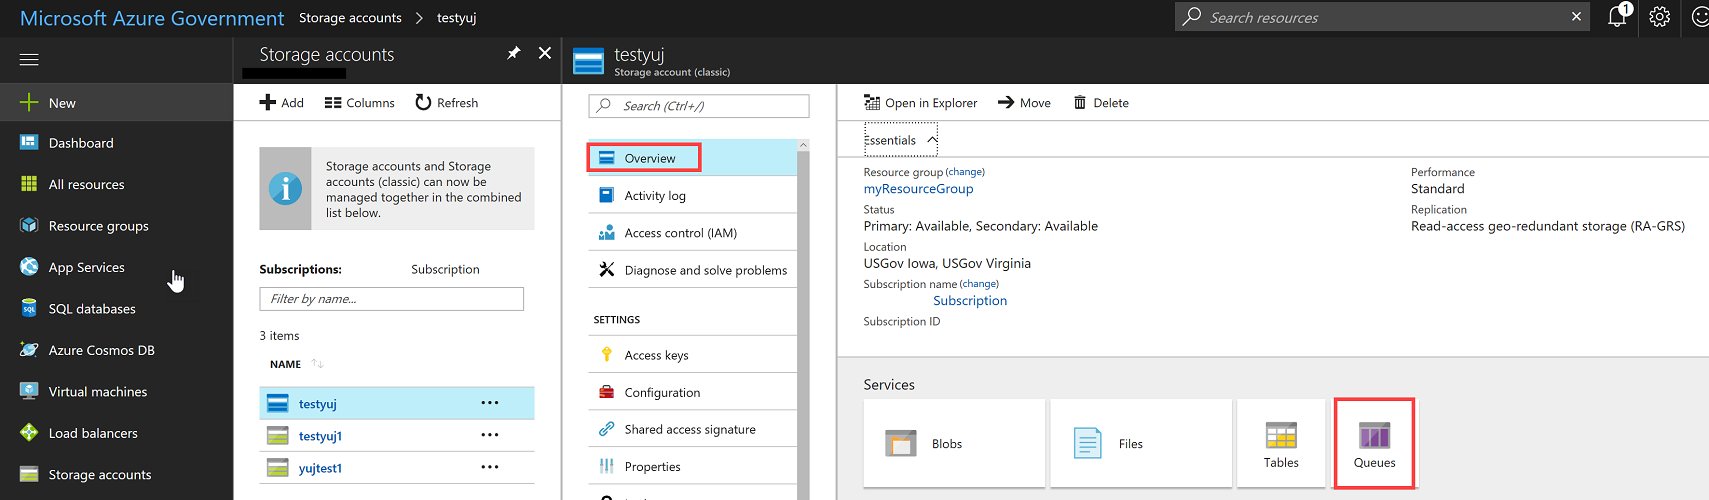 Microsoft Azure Government Storage accounts > testyuj
Search resources
1
New
Dashboard
All resources
Resource groups
App Services
SQL databases
Azure Cosmos DB
Virtual machines
Load balancers
Storage accounts
Storage accounts
Add Columns Refresh
Storage accounts and Storage
accounts (classic) can now be
managed together in the combined
list below.
Subscriptions: Subscription
Filter by name...
3 items
NAME
testyuj
testyuj1
yujtest1
testyuj
Storage account (classic)
Search (Ctrl+/)
Overview
Activity log
Access control (IAM)
Diagnose and solve problems
SETTINGS
Access keys
Configuration
Shared access signature
Properties
Open in Explorer Move Delete
Essentials
Resource group (change)
myResourceGroup
Status
Primary: Available, Secondary: Available
Location
USGov Iowa, USGov Virginia
Subscription name (change)
Subscription
Subscription ID
Performance
Standard
Replication
Read-access geo-redundant storage (RA-GRS)
Services
Blobs
Files
Tables
Queues